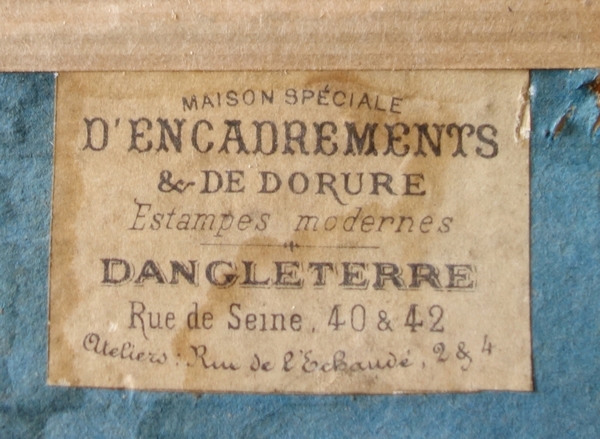 MAISON SPÉCIALE
D'ENCADREMENTS
& DE DORURE
Estampes modernes
DANGLETERRE
Rue de Seine, 40 & 42
Ateliers: Rue de l'Echaudé, 2 & 4